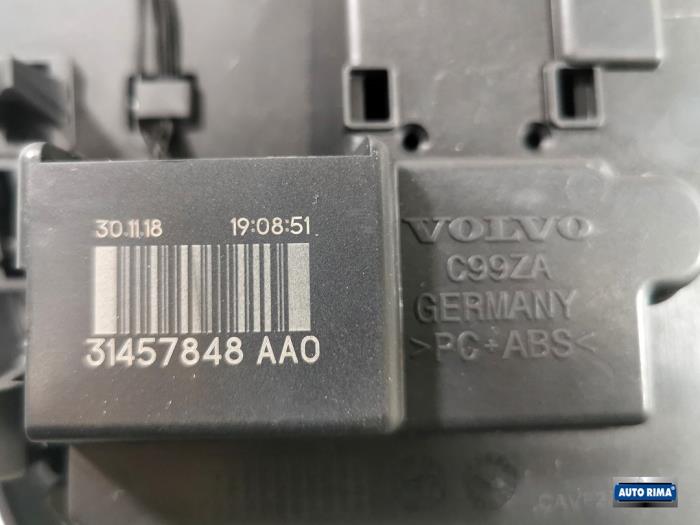 30.11.18 19:08:51
31457848 AA0
VOLVO
C99ZA
GERMANY
>PC+ABS<
AUTO RIMA